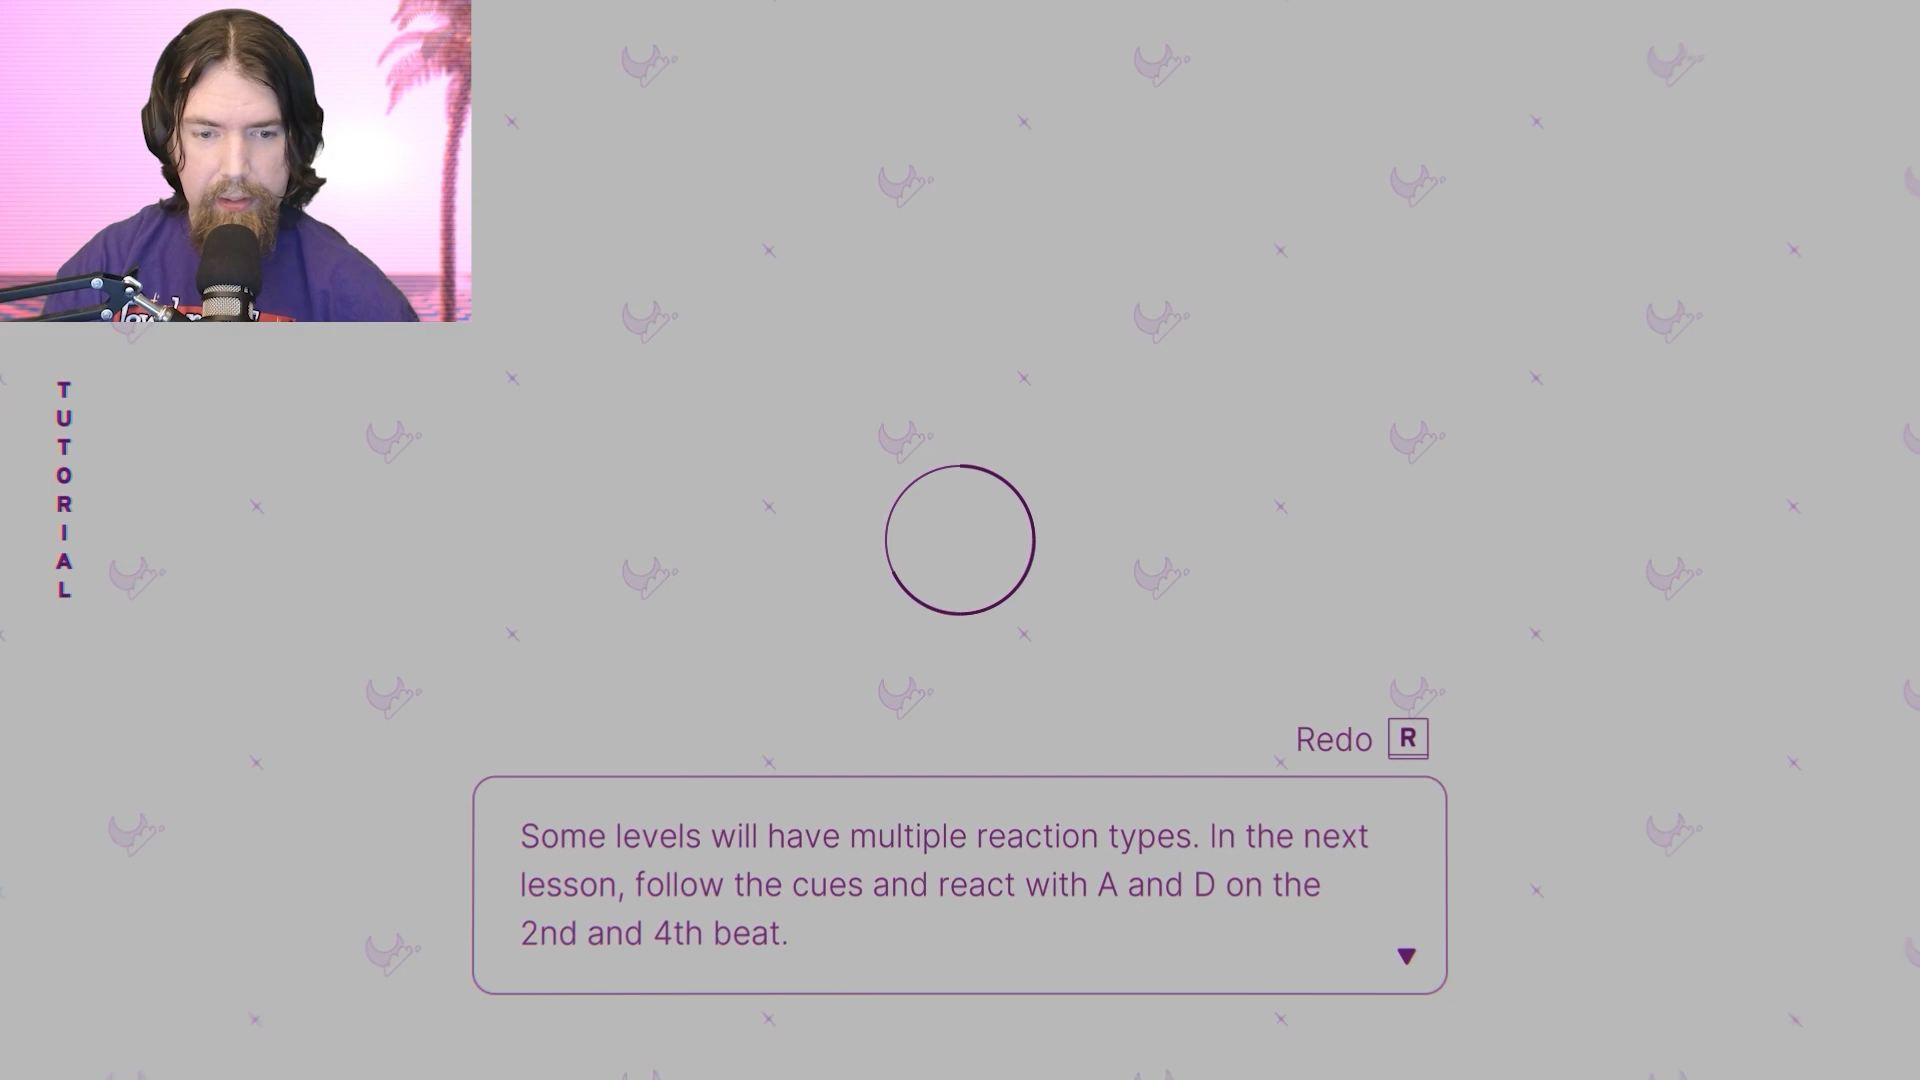 TUTORIAL
Redo R
Some levels will have multiple reaction types. In the next
lesson, follow the cues and react with A and D on the
2nd and 4th beat.